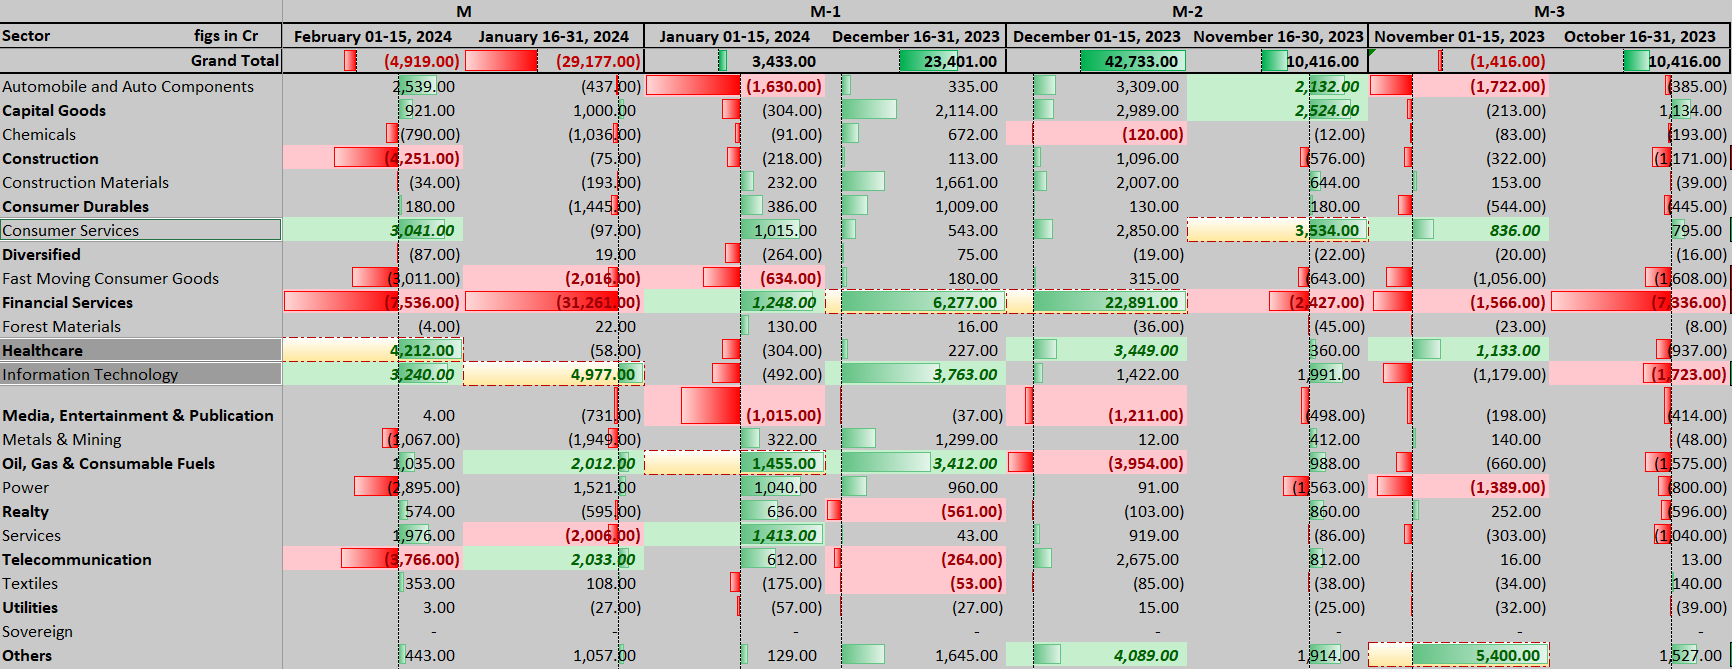 M M-1 M-2 M-3
Sector figs in Cr February 01-15, 2024 January 16-31, 2024 January 01-15, 2024 December 16-31, 2023 December 01-15, 2023 November 16-30, 2023 November 01-15, 2023 October 16-31, 2023
Grand Total (4,919.00) (29,177.00) 3,433.00 23,401.00 42,733.00 10,416.00 (1,416.00) 10,416.00
Automobile and Auto Components 2,539.00 (437.00) (1,630.00) 335.00 3,309.00 2,132.00 (1,722.00) (385.00)
Capital Goods 921.00 1,000.00 (304.00) 2,114.00 2,989.00 2,524.00 (213.00) 1,134.00
Chemicals (790.00) (1,036.00) (91.00) 672.00 (120.00) (12.00) (83.00) (193.00)
Construction (4,251.00) (75.00) (218.00) 113.00 1,096.00 (576.00) (322.00) (1,171.00)
Construction Materials (34.00) (193.00) 232.00 1,661.00 2,007.00 644.00 153.00 (39.00)
Consumer Durables 180.00 (1,445.00) 386.00 1,009.00 130.00 180.00 (544.00) (445.00)
Consumer Services 3,041.00 (97.00) 1,015.00 543.00 2,850.00 3,534.00 836.00 795.00
Diversified (87.00) 19.00 (264.00) 75.00 (19.00) (22.00) (20.00) (16.00)
Fast Moving Consumer Goods (3,011.00) (2,016.00) (634.00) 180.00 315.00 (643.00) (1,056.00) (1,608.00)
Financial Services (7,536.00) (31,261.00) 1,248.00 6,277.00 22,891.00 (2,427.00) (1,566.00) (7,336.00)
Forest Materials (4.00) 22.00 130.00 16.00 (36.00) (45.00) (23.00) (8.00)
Healthcare 4,212.00 (58.00) (304.00) 227.00 3,449.00 360.00 1,133.00 (937.00)
Information Technology 3,240.00 4,977.00 (492.00) 3,763.00 1,422.00 1,991.00 (1,179.00) (1,723.00)
Media, Entertainment & Publication 4.00 (731.00) (1,015.00) (37.00) (1,211.00) (498.00) (198.00) (414.00)
Metals & Mining (1,067.00) (1,949.00) 322.00 1,299.00 12.00 412.00 140.00 (48.00)
Oil, Gas & Consumable Fuels 1,035.00 2,012.00 1,455.00 3,412.00 (3,954.00) 988.00 (660.00) (1,575.00)
Power (2,895.00) 1,521.00 1,040.00 960.00 91.00 (1,563.00) (1,389.00) (800.00)
Realty 574.00 (595.00) 636.00 (561.00) (103.00) 860.00 252.00 (596.00)
Services 1,976.00 (2,006.00) 1,413.00 43.00 919.00 (86.00) (303.00) (1,040.00)
Telecommunication (3,766.00) 2,033.00 612.00 (264.00) 2,675.00 812.00 16.00 13.00
Textiles 353.00 108.00 (175.00) (53.00) (85.00) (38.00) (34.00) 140.00
Utilities 3.00 (27.00) (57.00) (27.00) 15.00 (25.00) (32.00) (39.00)
Sovereign - - - - - - - -
Others 443.00 1,057.00 129.00 1,645.00 4,089.00 1,914.00 5,400.00 1,527.00